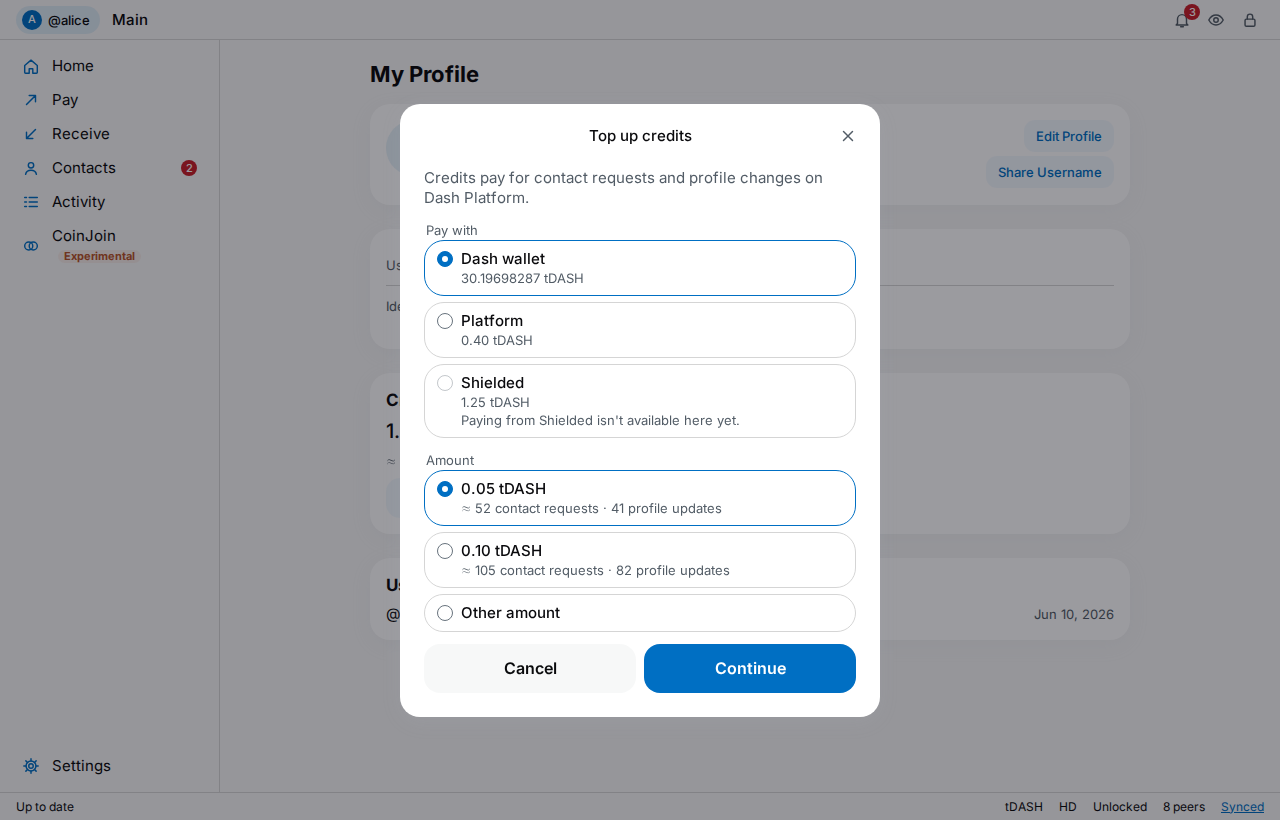 A @alice Main 3
Home
Pay
Receive
Contacts 2
Activity
CoinJoin
Experimental
Settings
My Profile
Edit Profile
Share Username
Jun 10, 2026
Top up credits
Credits pay for contact requests and profile changes on
Dash Platform.
Pay with
Dash wallet
30.19698287 tDASH
Platform
0.40 tDASH
Shielded
1.25 tDASH
Paying from Shielded isn't available here yet.
Amount
0.05 tDASH
≈ 52 contact requests · 41 profile updates
0.10 tDASH
≈ 105 contact requests · 82 profile updates
Other amount
Cancel Continue
Up to date tDASH HD Unlocked 8 peers Synced